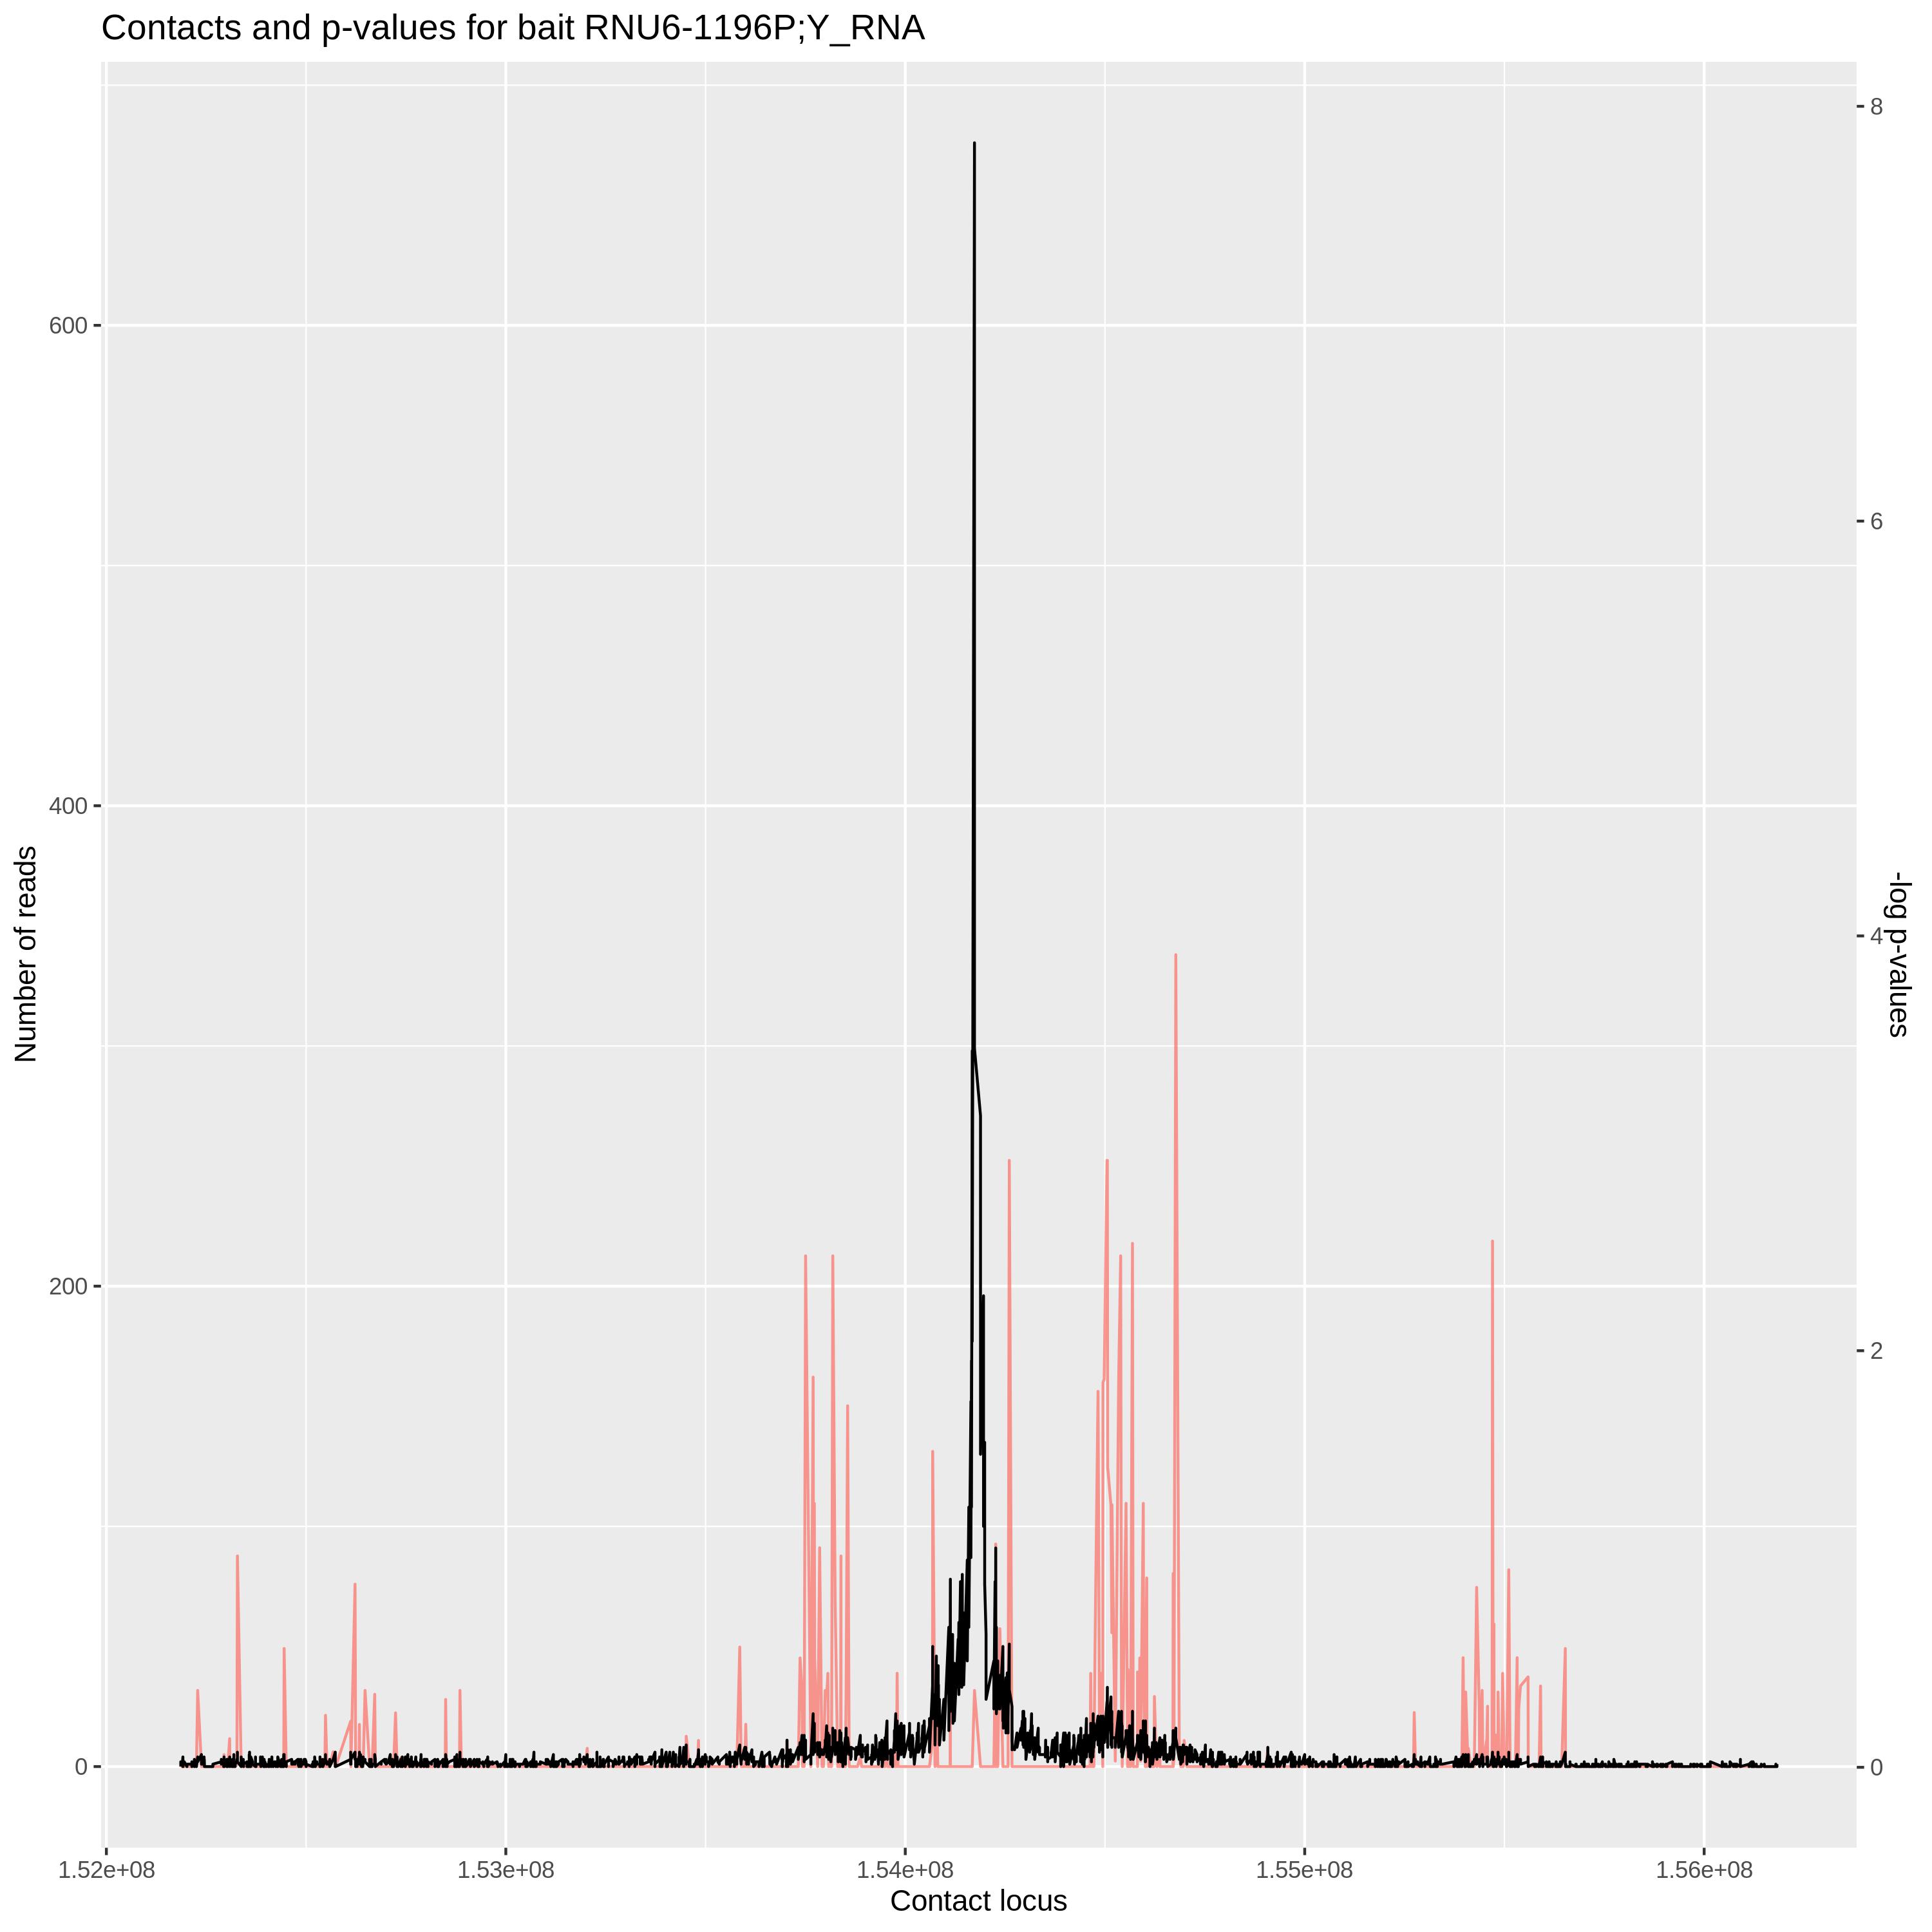 Contacts and p-values for bait RNU6-1196P;Y_RNA
Number of reads
600
400
200
0
8
6
4
2
0
-log p-values
1.52e+08
1.53e+08
1.54e+08
1.55e+08
1.56e+08
Contact locus